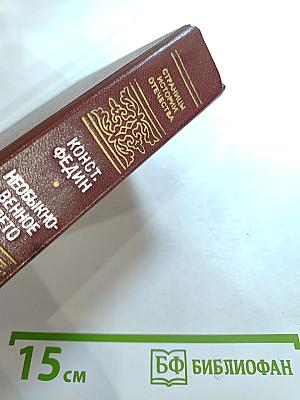 СТРАНИЦЫ
ИСТОРИИ
ОТЕЧЕСТВА
КОНСТ.
ФЕДИН
НЕОБЫКНО-
ВЕННОЕ
ЛЕТО
15 см
БФ БИБЛИОФАН